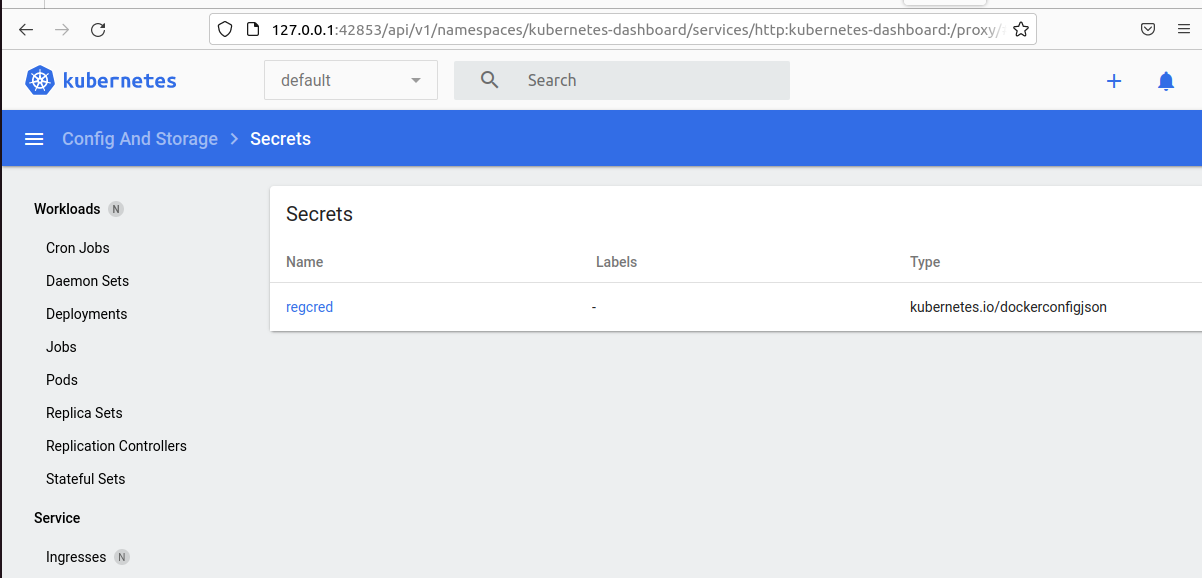 127.0.0.1:42853/api/v1/namespaces/kubernetes-dashboard/services/http:kubernetes-dashboard:/proxy/
kubernetes
default
Search
Config And Storage > Secrets
Workloads N
Cron Jobs
Daemon Sets
Deployments
Jobs
Pods
Replica Sets
Replication Controllers
Stateful Sets
Service
Ingresses N
Secrets
Name Labels Type
regcred - kubernetes.io/dockerconfigjson